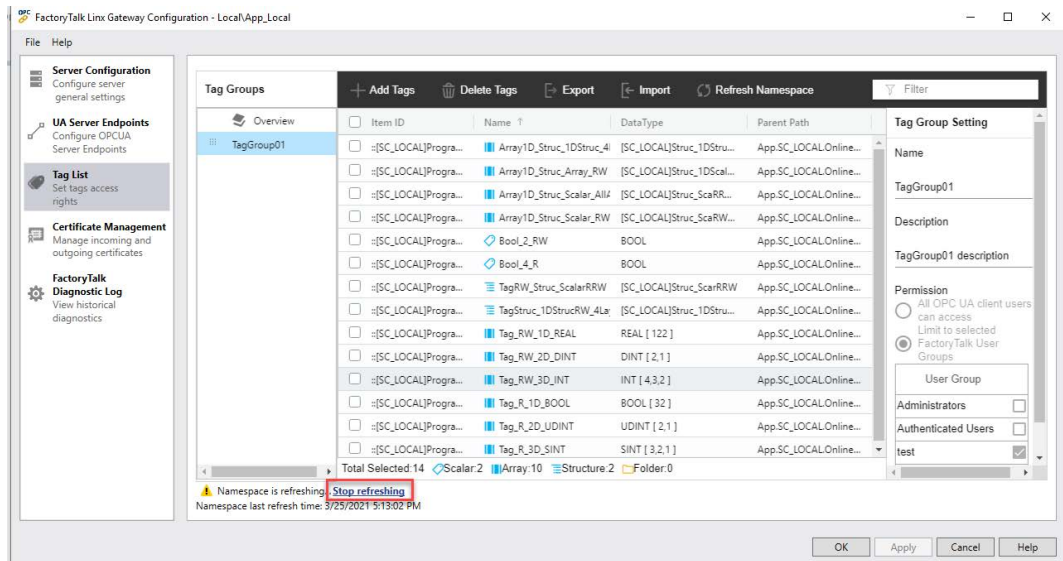 FactoryTalk Linx Gateway Configuration - Local\App_Local
File Help
Server Configuration
Configure server
general settings
UA Server Endpoints
Configure OPCUA
Server Endpoints
Tag List
Set tags access
rights
Certificate Management
Manage incoming and
outgoing certificates
FactoryTalk
Diagnostic Log
View historical
diagnostics
Tag Groups
Overview
TagGroup01
Add Tags Delete Tags Export Import Refresh Namespace
Filter
Item ID Name DataType Parent Path
::[SC_LOCAL]Progra... Array1D_Struc_1DStruc_4 [SC_LOCAL]Struc_1DStru... App.SC_LOCAL.Online...
::[SC_LOCAL]Progra... Array1D_Struc_Array_RW [SC_LOCAL]Struc_1DScal... App.SC_LOCAL.Online...
::[SC_LOCAL]Progra... Array1D_Struc_Scalar_All [SC_LOCAL]Struc_ScaRR... App.SC_LOCAL.Online...
::[SC_LOCAL]Progra... Array1D_Struc_Scalar_RW [SC_LOCAL]Struc_ScaRW... App.SC_LOCAL.Online...
::[SC_LOCAL]Progra... Bool_2_RW BOOL App.SC_LOCAL.Online...
::[SC_LOCAL]Progra... Bool_4_R BOOL App.SC_LOCAL.Online...
::[SC_LOCAL]Progra... TagRW_Struc_ScalarRRW [SC_LOCAL]Struc_ScarRRW App.SC_LOCAL.Online...
::[SC_LOCAL]Progra... TagStruc_1DStrucRW_4La [SC_LOCAL]Struc_1DStru... App.SC_LOCAL.Online...
::[SC_LOCAL]Progra... Tag_RW_1D_REAL REAL [ 122 ] App.SC_LOCAL.Online...
::[SC_LOCAL]Progra... Tag_RW_2D_DINT DINT [ 2,1 ] App.SC_LOCAL.Online...
::[SC_LOCAL]Progra... Tag_RW_3D_INT INT [ 4,3,2 ] App.SC_LOCAL.Online...
::[SC_LOCAL]Progra... Tag_R_1D_BOOL BOOL [ 32 ] App.SC_LOCAL.Online...
::[SC_LOCAL]Progra... Tag_R_2D_UDINT UDINT [ 2,1 ] App.SC_LOCAL.Online...
::[SC_LOCAL]Progra... Tag_R_3D_SINT SINT [ 3,2,1 ] App.SC_LOCAL.Online...
Total Selected:14 Scalar:2 Array:10 Structure:2 Folder:0
Tag Group Setting
Name
TagGroup01
Description
TagGroup01 description
Permission
All OPC UA client users
can access
Limit to selected
FactoryTalk User
Groups
User Group
Administrators
Authenticated Users
test
Namespace is refreshing.. Stop refreshing
Namespace last refresh time: 3/25/2021 5:13:02 PM
OK Apply Cancel Help